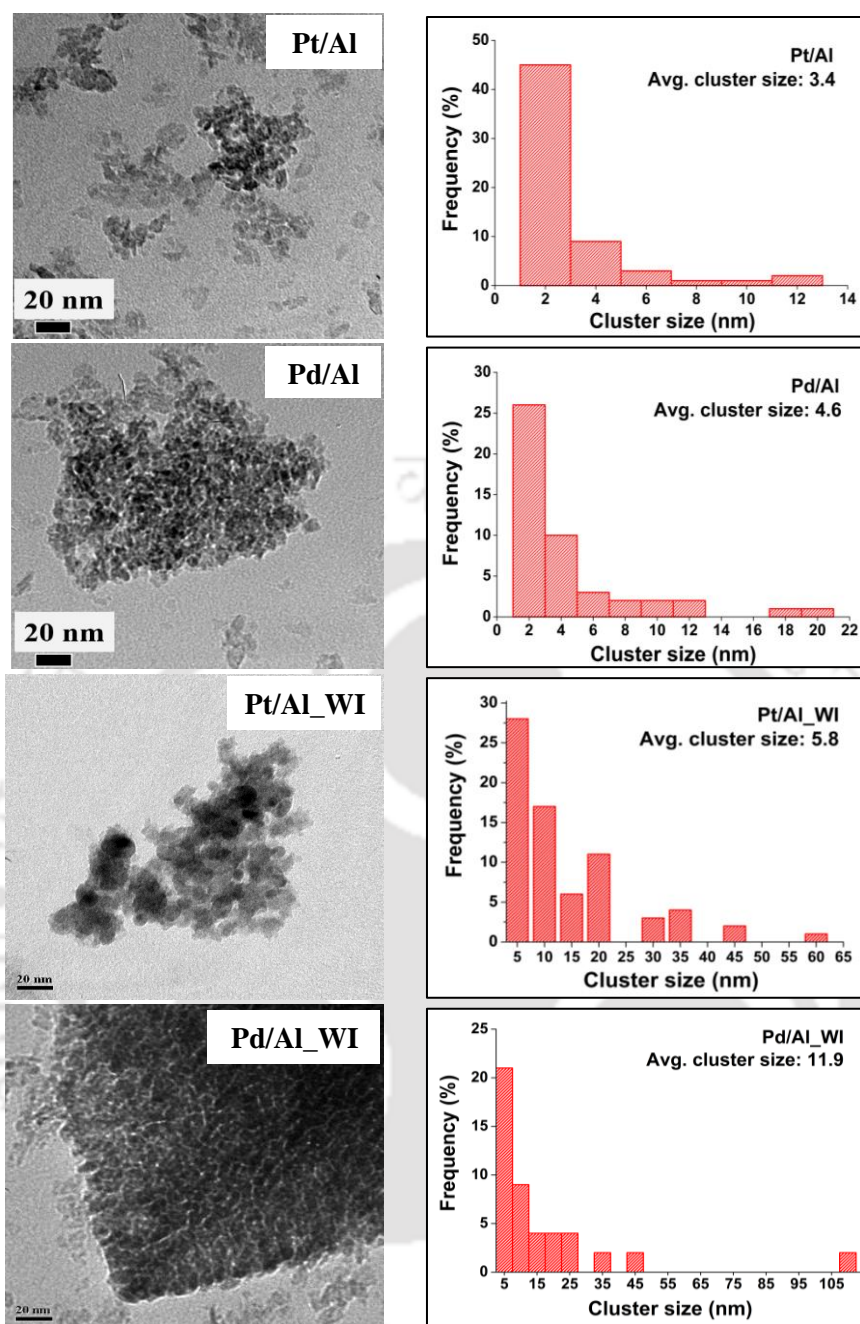 Pt/Al
20 nm
50
40
30
20
10
0
Frequency (%)
Pt/Al
Avg. cluster size: 3.4
0 2 4 6 8 10 12 14
Cluster size (nm)
Pd/Al
20 nm
30
25
20
15
10
5
0
Frequency (%)
Pd/Al
Avg. cluster size: 4.6
0 2 4 6 8 10 12 14 16 18 20 22
Cluster size (nm)
Pt/Al_WI
20 nm
30
25
20
15
10
5
0
Frequency (%)
Pt/Al_WI
Avg. cluster size: 5.8
5 10 15 20 25 30 35 40 45 50 55 60 65
Cluster size (nm)
Pd/Al_WI
20 nm
25
20
15
10
5
0
Frequency (%)
Pd/Al_WI
Avg. cluster size: 11.9
5 15 25 35 45 55 65 75 85 95 105
Cluster size (nm)